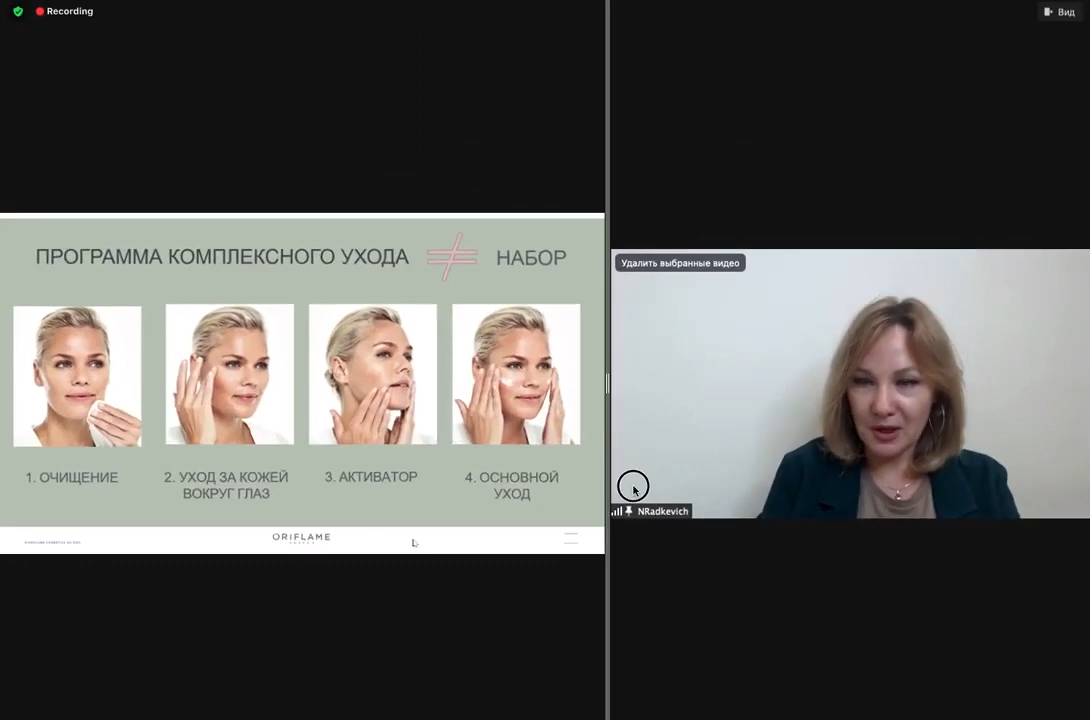 Recording
Вид
ПРОГРАММА КОМПЛЕКСНОГО УХОДА ≠ НАБОР
1. ОЧИЩЕНИЕ
2. УХОД ЗА КОЖЕЙ
ВОКРУГ ГЛАЗ
3. АКТИВАТОР
4. ОСНОВНОЙ
УХОД
ORIFLAME
Удалить выбранные видео
NRadkevich